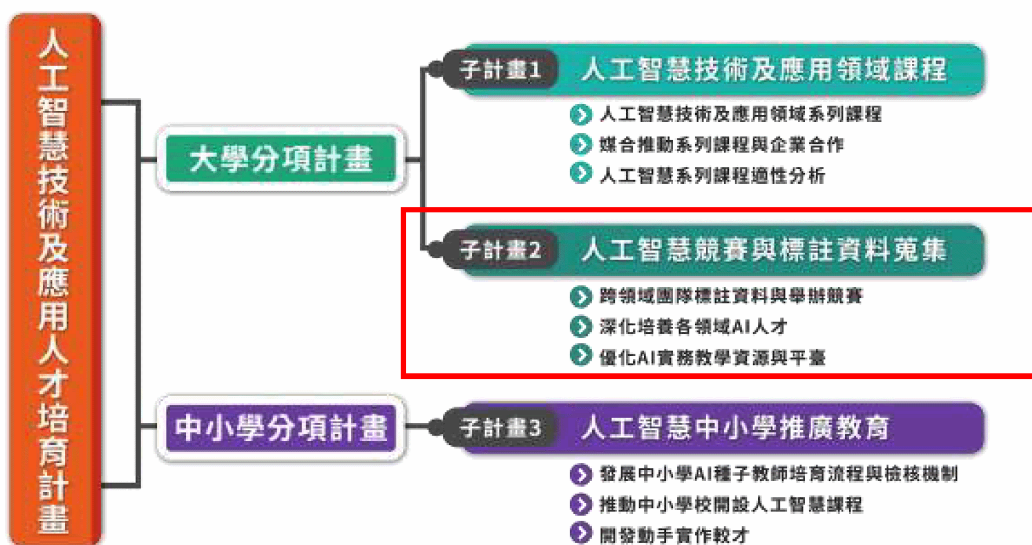 人工智慧技術及應用人才培育計畫
大學分項計畫
子計畫1 人工智慧技術及應用領域課程
人工智慧技術及應用領域系列課程
媒合推動系列課程與企業合作
人工智慧系列課程適性分析
子計畫2 人工智慧競賽與標註資料蒐集
跨領域團隊標註資料與舉辦競賽
深化培養各領域AI人才
優化AI實務教學資源與平臺
中小學分項計畫
子計畫3 人工智慧中小學推廣教育
發展中小學AI種子教師培育流程與檢核機制
推動中小學校開設人工智慧課程
開發動手實作較才